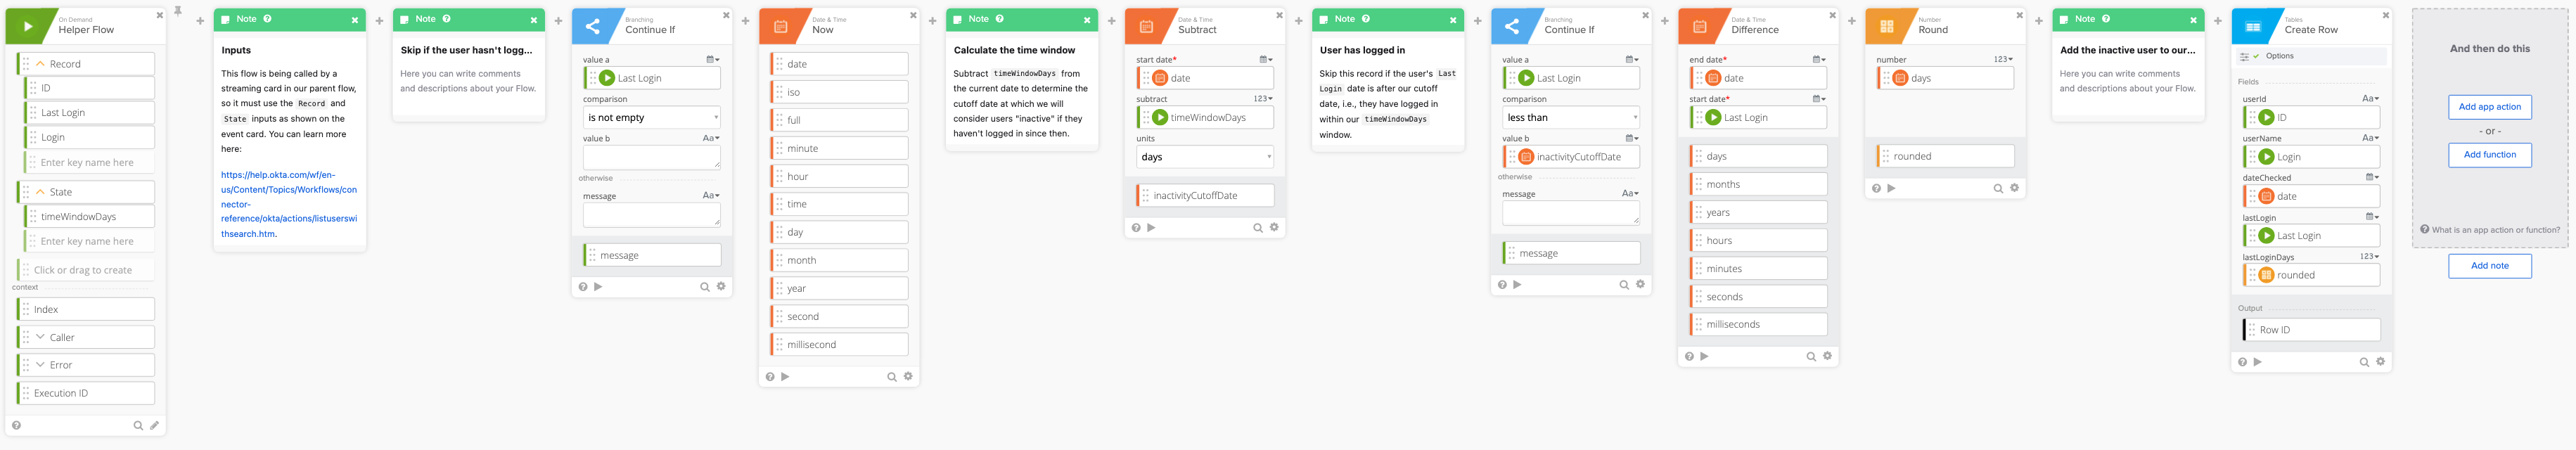 On Demand
Helper Flow
Record
ID
Last Login
Login
Enter key name here
State
timeWindowDays
Enter key name here
Click or drag to create
context
Index
Caller
Error
Execution ID
Note
Inputs
This flow is being called by a
streaming card in our parent flow,
so it must use the Record and
State inputs as shown on the
event card. You can learn more
here:
https://help.okta.com/wf/en-
us/Content/Topics/Workflows/con
nector-
reference/okta/actions/listuserswi
thsearch.htm.
Note
Skip if the user hasn't logg...
Here you can write comments
and descriptions about your Flow.
Branching
Continue If
value a
Last Login
comparison
is not empty
value b
Aa
otherwise
message
Aa
message
Date & Time
Now
date
iso
full
minute
hour
time
day
month
year
second
millisecond
Note
Calculate the time window
Subtract timeWindowDays from
the current date to determine the
cutoff date at which we will
consider users "inactive" if they
haven't logged in since then.
Date & Time
Subtract
start date*
date
subtract
123
timeWindowDays
units
days
inactivityCutoffDate
Note
User has logged in
Skip this record if the user's Last
Login date is after our cutoff
date, i.e., they have logged in
within our timeWindowDays
window.
Branching
Continue If
value a
Last Login
comparison
less than
value b
inactivityCutoffDate
otherwise
message
Aa
message
Date & Time
Difference
end date*
date
start date*
Last Login
days
months
years
hours
minutes
seconds
milliseconds
Number
Round
number
123
days
rounded
Note
Add the inactive user to our...
Here you can write comments
and descriptions about your Flow.
Tables
Create Row
Options
Fields
userId
Aa
ID
userName
Aa
Login
dateChecked
date
lastLogin
Last Login
lastLoginDays
123
rounded
Output
Row ID
And then do this
Add app action
- or -
Add function
What is an app action or function?
Add note